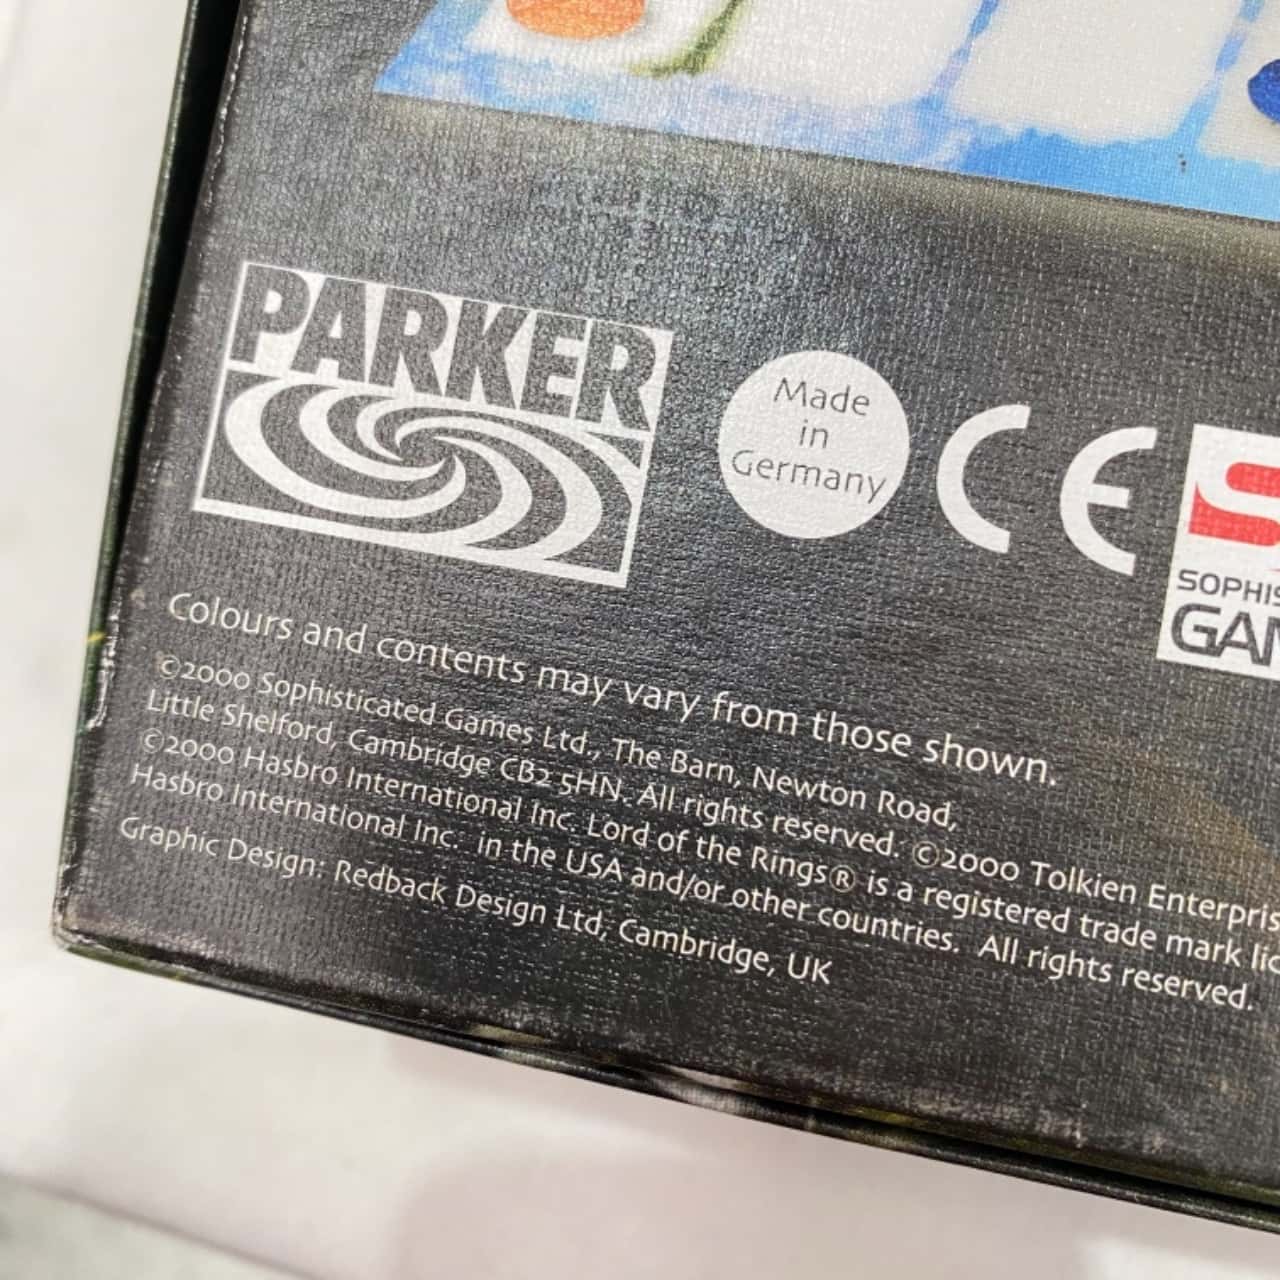 PARKER
Made
in
Germany
CE
SOPHIS
GAM
Colours and contents may vary from those shown.
©2000 Sophisticated Games Ltd., The Barn, Newton Road,
Little Shelford, Cambridge CB2 5HN. All rights reserved. ©2000 Tolkien Enterpris
©2000 Hasbro International Inc. Lord of the Rings® is a registered trade mark lic
Hasbro International Inc. in the USA and/or other countries. All rights reserved.
Graphic Design: Redback Design Ltd, Cambridge, UK